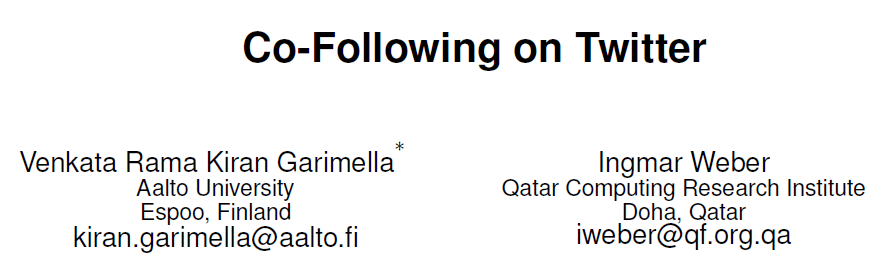 Co-Following on Twitter
Venkata Rama Kiran Garimella*
Aalto University
Espoo, Finland
kiran.garimella@aalto.fi
Ingmar Weber
Qatar Computing Research Institute
Doha, Qatar
iweber@qf.org.qa